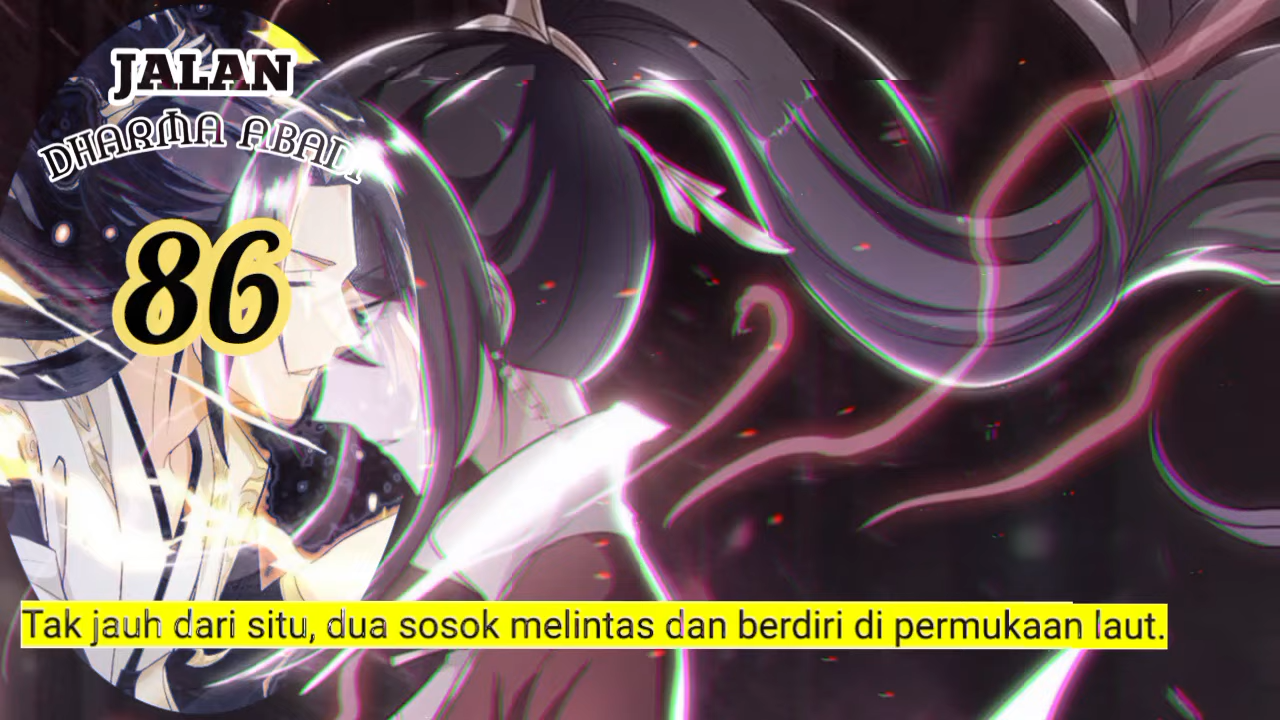 JALAN
DHARMA ABADI
86
Tak jauh dari situ, dua sosok melintas dan berdiri di permukaan laut.